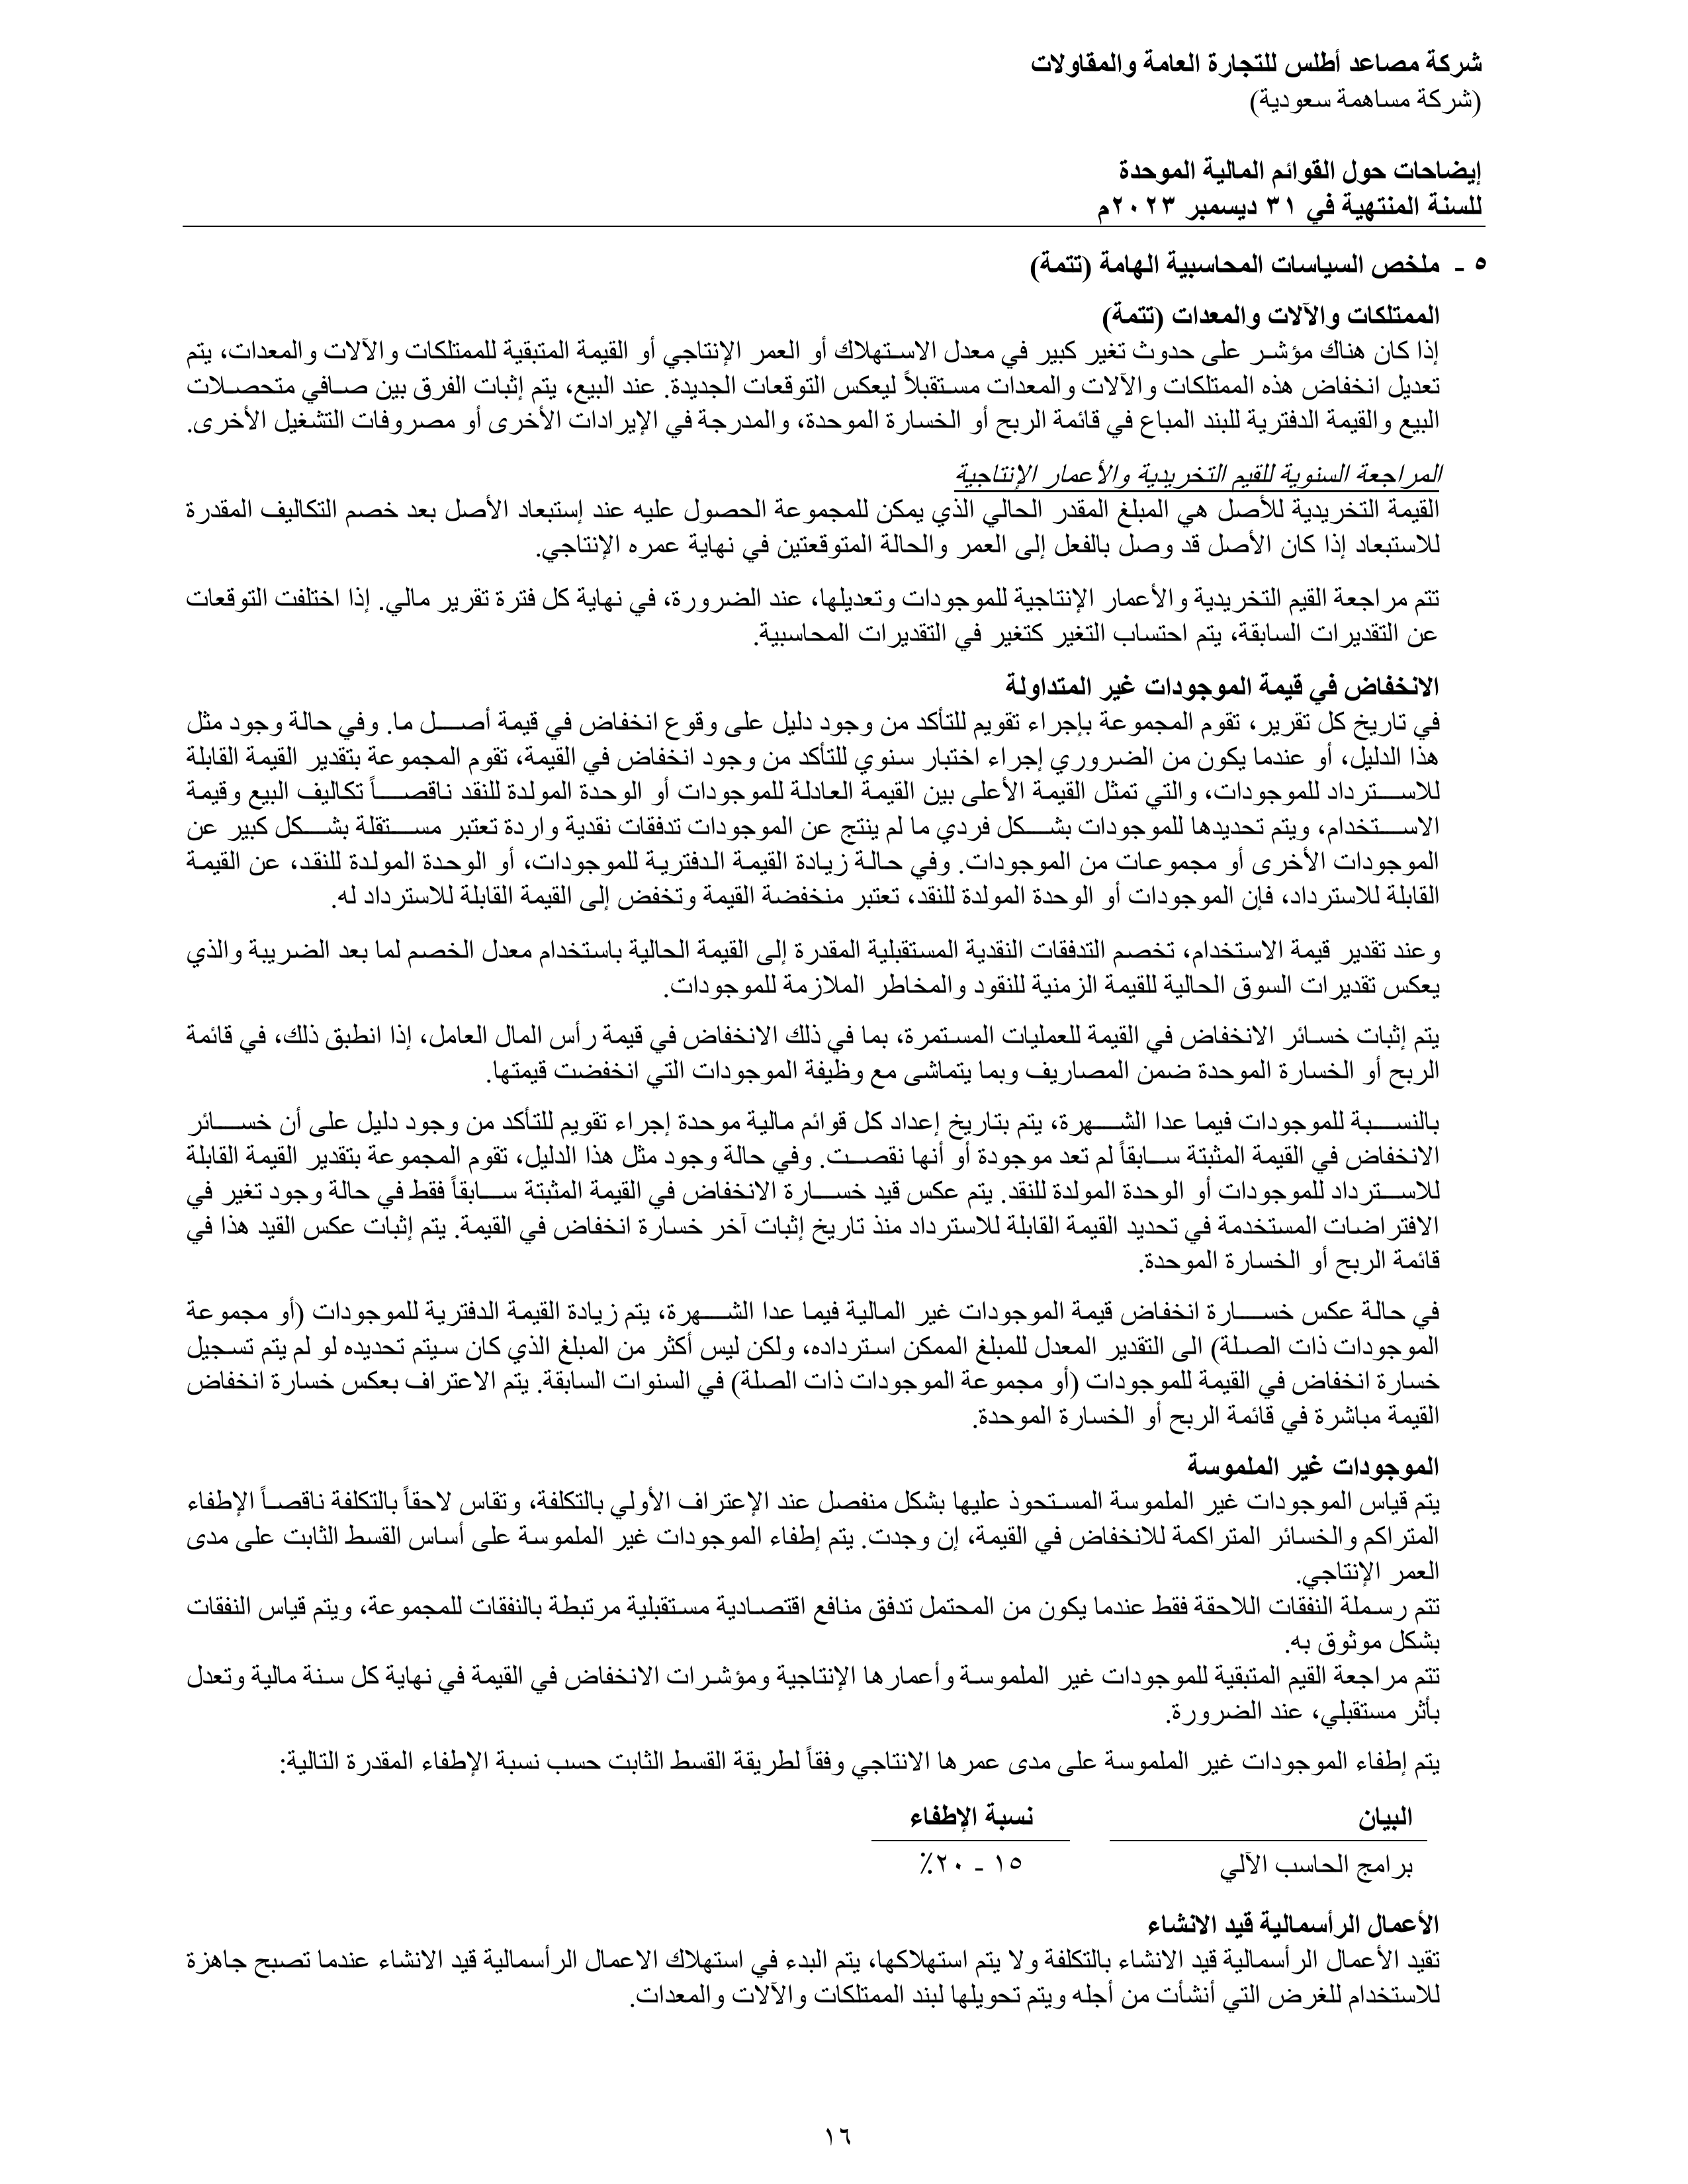 شركة مصاعد أطلس للتجارة العامة والمقاولات
(شركة مساهمة سعودية)
إيضاحات حول القوائم المالية الموحدة
للسنة المنتهية في ٣١ ديسمبر ٢٠٢٣م
٥ - ملخص السياسات المحاسبية الهامة (تتمة)
الممتلكات والآلات والمعدات (تتمة)
إذا كان هناك مؤشر على حدوث تغير كبير في معدل الاستهلاك أو العمر الإنتاجي أو القيمة المتبقية للممتلكات والآلات والمعدات، يتم
تعديل انخفاض هذه الممتلكات والآلات والمعدات مستقبلاً ليعكس التوقعات الجديدة. عند البيع، يتم إثبات الفرق بين صافي متحصلات
البيع والقيمة الدفترية للبند المباع في قائمة الربح أو الخسارة الموحدة، والمدرجة في الإيرادات الأخرى أو مصروفات التشغيل الأخرى.
المراجعة السنوية للقيم التخريدية والأعمار الإنتاجية
القيمة التخريدية للأصل هي المبلغ المقدر الحالي الذي يمكن للمجموعة الحصول عليه عند إستبعاد الأصل بعد خصم التكاليف المقدرة
للاستبعاد إذا كان الأصل قد وصل بالفعل إلى العمر والحالة المتوقعتين في نهاية عمره الإنتاجي.
تتم مراجعة القيم التخريدية والأعمار الإنتاجية للموجودات وتعديلها، عند الضرورة، في نهاية كل فترة تقرير مالي. إذا اختلفت التوقعات
عن التقديرات السابقة، يتم احتساب التغير كتغير في التقديرات المحاسبية.
الانخفاض في قيمة الموجودات غير المتداولة
في تاريخ كل تقرير، تقوم المجموعة بإجراء تقويم للتأكد من وجود دليل على وقوع انخفاض في قيمة أصل ما. وفي حالة وجود مثل
هذا الدليل، أو عندما يكون من الضروري إجراء اختبار سنوي للتأكد من وجود انخفاض في القيمة، تقوم المجموعة بتقدير القيمة القابلة
للاسترداد للموجودات، والتي تمثل القيمة الأعلى بين القيمة العادلة للموجودات أو الوحدة المولدة للنقد ناقصاً تكاليف البيع وقيمة
الاستخدام، ويتم تحديدها للموجودات بشكل فردي ما لم ينتج عن الموجودات تدفقات نقدية واردة تعتبر مستقلة بشكل كبير عن
الموجودات الأخرى أو مجموعات من الموجودات. وفي حالة زيادة القيمة الدفترية للموجودات، أو الوحدة المولدة للنقد، عن القيمة
القابلة للاسترداد، فإن الموجودات أو الوحدة المولدة للنقد، تعتبر منخفضة القيمة وتخفض إلى القيمة القابلة للاسترداد له.
وعند تقدير قيمة الاستخدام، تخصم التدفقات النقدية المستقبلية المقدرة إلى القيمة الحالية باستخدام معدل الخصم لما بعد الضريبة والذي
يعكس تقديرات السوق الحالية للقيمة الزمنية للنقود والمخاطر الملازمة للموجودات.
يتم إثبات خسائر الانخفاض في القيمة للعمليات المستمرة، بما في ذلك الانخفاض في قيمة رأس المال العامل، إذا انطبق ذلك، في قائمة
الربح أو الخسارة الموحدة ضمن المصاريف وبما يتماشى مع وظيفة الموجودات التي انخفضت قيمتها.
بالنسبة للموجودات فيما عدا الشهرة، يتم بتاريخ إعداد كل قوائم مالية موحدة إجراء تقويم للتأكد من وجود دليل على أن خسائر
الانخفاض في القيمة المثبتة سابقاً لم تعد موجودة أو أنها نقصت. وفي حالة وجود مثل هذا الدليل، تقوم المجموعة بتقدير القيمة القابلة
للاسترداد للموجودات أو الوحدة المولدة للنقد. يتم عكس قيد خسارة الانخفاض في القيمة المثبتة سابقاً فقط في حالة وجود تغير في
الافتراضات المستخدمة في تحديد القيمة القابلة للاسترداد منذ تاريخ إثبات آخر خسارة انخفاض في القيمة. يتم إثبات عكس القيد هذا في
قائمة الربح أو الخسارة الموحدة.
في حالة عكس خسارة انخفاض قيمة الموجودات غير المالية فيما عدا الشهرة، يتم زيادة القيمة الدفترية للموجودات (أو مجموعة
الموجودات ذات الصلة) الى التقدير المعدل للمبلغ الممكن استرداده، ولكن ليس أكثر من المبلغ الذي كان سيتم تحديده لو لم يتم تسجيل
خسارة انخفاض في القيمة للموجودات (أو مجموعة الموجودات ذات الصلة) في السنوات السابقة. يتم الاعتراف بعكس خسارة انخفاض
القيمة مباشرة في قائمة الربح أو الخسارة الموحدة.
الموجودات غير الملموسة
يتم قياس الموجودات غير الملموسة المستحوذ عليها بشكل منفصل عند الإعتراف الأولي بالتكلفة، وتقاس لاحقاً بالتكلفة ناقصاً الإطفاء
المتراكم والخسائر المتراكمة للانخفاض في القيمة، إن وجدت. يتم إطفاء الموجودات غير الملموسة على أساس القسط الثابت على مدى
العمر الإنتاجي.
تتم رسملة النفقات اللاحقة فقط عندما يكون من المحتمل تدفق منافع اقتصادية مستقبلية مرتبطة بالنفقات للمجموعة، ويتم قياس النفقات
بشكل موثوق به.
تتم مراجعة القيم المتبقية للموجودات غير الملموسة وأعمارها الإنتاجية ومؤشرات الانخفاض في القيمة في نهاية كل سنة مالية وتعدل
بأثر مستقبلي، عند الضرورة.
يتم إطفاء الموجودات غير الملموسة على مدى عمرها الانتاجي وفقاً لطريقة القسط الثابت حسب نسبة الإطفاء المقدرة التالية:
البيان نسبة الإطفاء
برامج الحاسب الآلي ١٥ - ٢٠٪
الأعمال الرأسمالية قيد الانشاء
تقيد الأعمال الرأسمالية قيد الانشاء بالتكلفة ولا يتم استهلاكها، يتم البدء في استهلاك الاعمال الرأسمالية قيد الانشاء عندما تصبح جاهزة
للاستخدام للغرض التي أنشأت من أجله ويتم تحويلها لبند الممتلكات والآلات والمعدات.
١٦